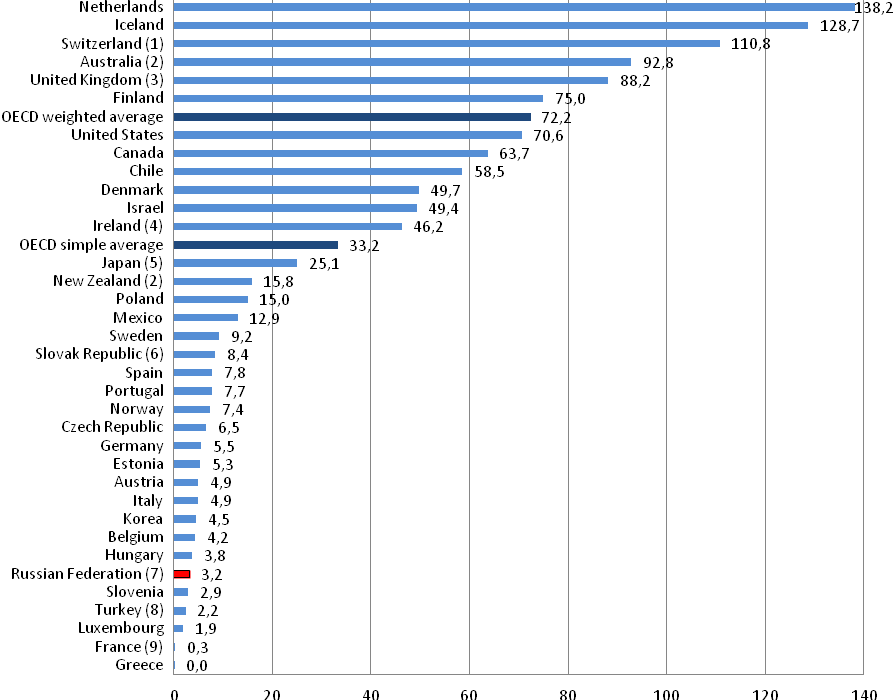 Netherlands 138,2
Iceland 128,7
Switzerland (1) 110,8
Australia (2) 92,8
United Kingdom (3) 88,2
Finland 75,0
OECD weighted average 72,2
United States 70,6
Canada 63,7
Chile 58,5
Denmark 49,7
Israel 49,4
Ireland (4) 46,2
OECD simple average 33,2
Japan (5) 25,1
New Zealand (2) 15,8
Poland 15,0
Mexico 12,9
Sweden 9,2
Slovak Republic (6) 8,4
Spain 7,8
Portugal 7,7
Norway 7,4
Czech Republic 6,5
Germany 5,5
Estonia 5,3
Austria 4,9
Italy 4,9
Korea 4,5
Belgium 4,2
Hungary 3,8
Russian Federation (7) 3,2
Slovenia 2,9
Turkey (8) 2,2
Luxembourg 1,9
France (9) 0,3
Greece 0,0
0 20 40 60 80 100 120 140